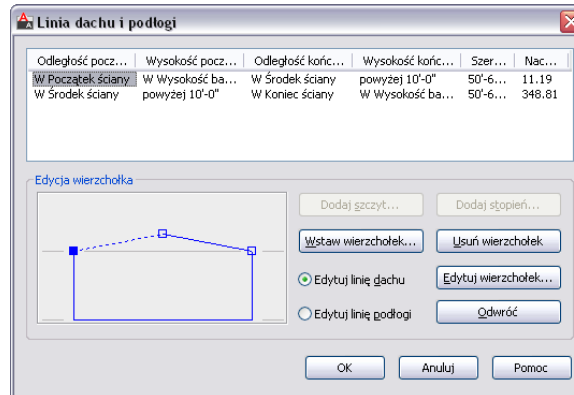 Linia dachu i podłogi
Odległość pocz... Wysokość pocz... Odległość końc... Wysokość końc... Szer... Nac...
W Początek ściany W Wysokość ba... W Środek ściany powyżej 10'-0" 50'-6... 11.19
W Środek ściany powyżej 10'-0" W Koniec ściany W Wysokość ba... 50'-6... 348.81
Edycja wierzchołka
Dodaj szczyt... Dodaj stopień...
Wstaw wierzchołek... Usuń wierzchołek
Edytuj linię dachu Edytuj wierzchołek...
Edytuj linię podłogi Odwróć
OK Anuluj Pomoc